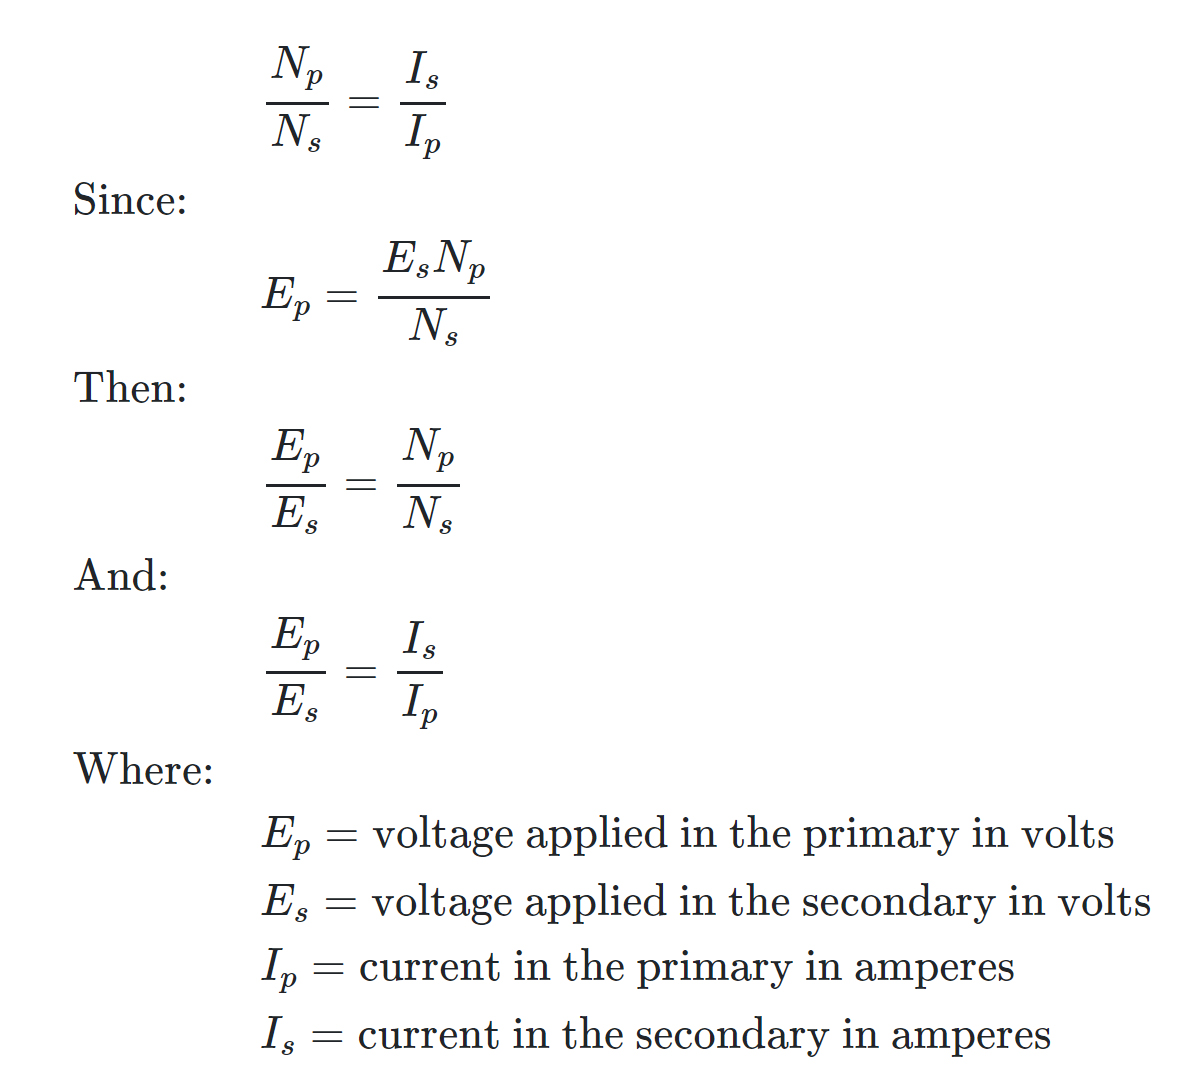 \frac{N_p}{N_s} = \frac{I_s}{I_p}
Since:
E_p = \frac{E_s N_p}{N_s}
Then:
\frac{E_p}{E_s} = \frac{N_p}{N_s}
And:
\frac{E_p}{E_s} = \frac{I_s}{I_p}
Where:
E_p = voltage applied in the primary in volts
E_s = voltage applied in the secondary in volts
I_p = current in the primary in amperes
I_s = current in the secondary in amperes